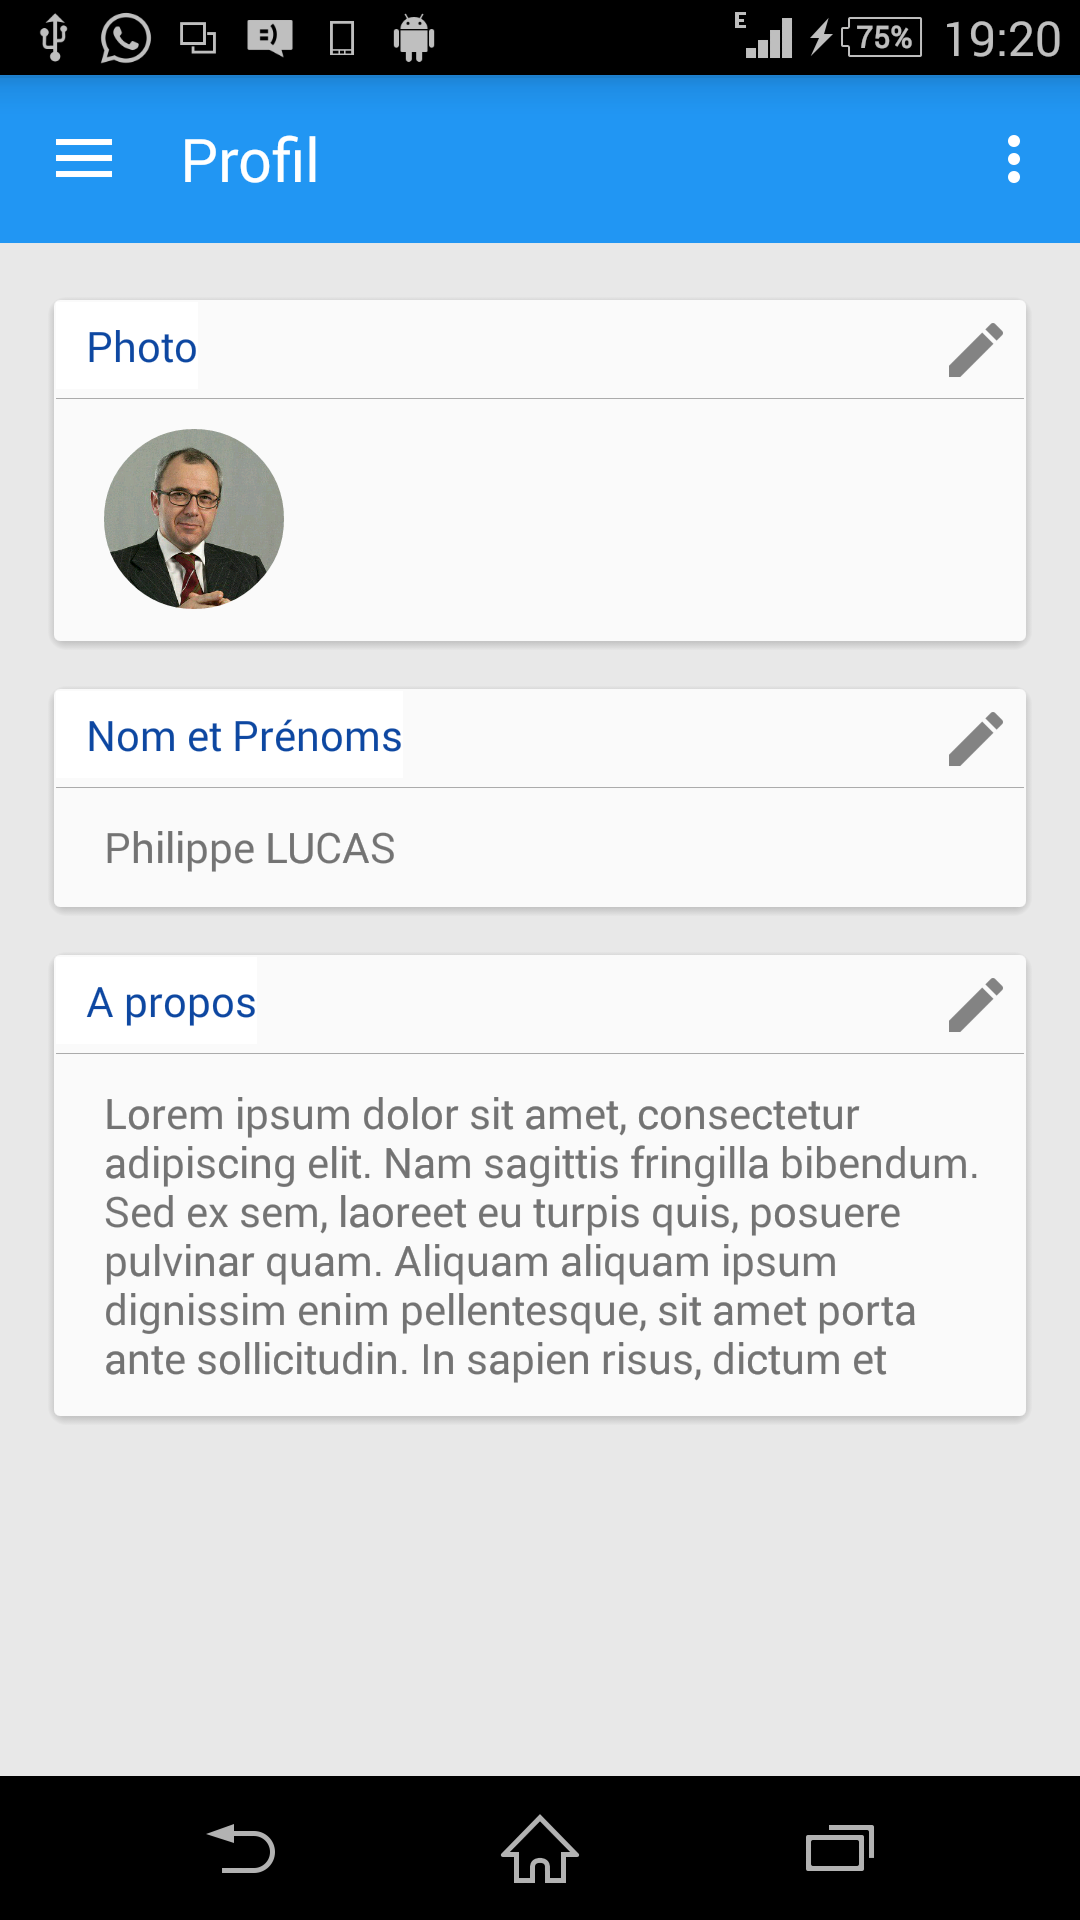 E 75% 19:20
Profil
Photo
Nom et Prénoms
Philippe LUCAS
A propos
Lorem ipsum dolor sit amet, consectetur
adipiscing elit. Nam sagittis fringilla bibendum.
Sed ex sem, laoreet eu turpis quis, posuere
pulvinar quam. Aliquam aliquam ipsum
dignissim enim pellentesque, sit amet porta
ante sollicitudin. In sapien risus, dictum et